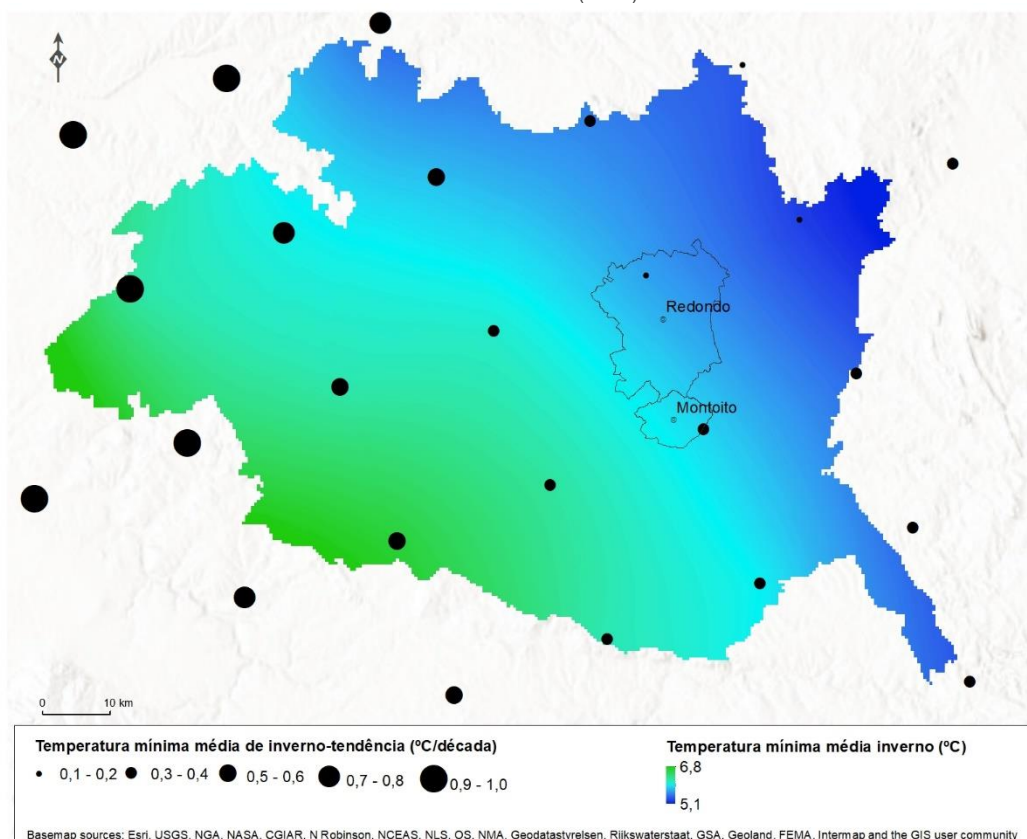 N
Redondo
Montoito
0 10 km
Temperatura mínima média de inverno-tendência (ºC/década)
0,1 - 0,2 0,3 - 0,4 0,5 - 0,6 0,7 - 0,8 0,9 - 1,0
Temperatura mínima média inverno (ºC)
6,8
5,1
Basemap sources: Esri, USGS, NGA, NASA, CGIAR, N Robinson, NCEAS, NLS, OS, NMA, Geodatastyrelsen, Rijkswaterstaat, GSA, Geoland, FEMA, Intermap and the GIS user community